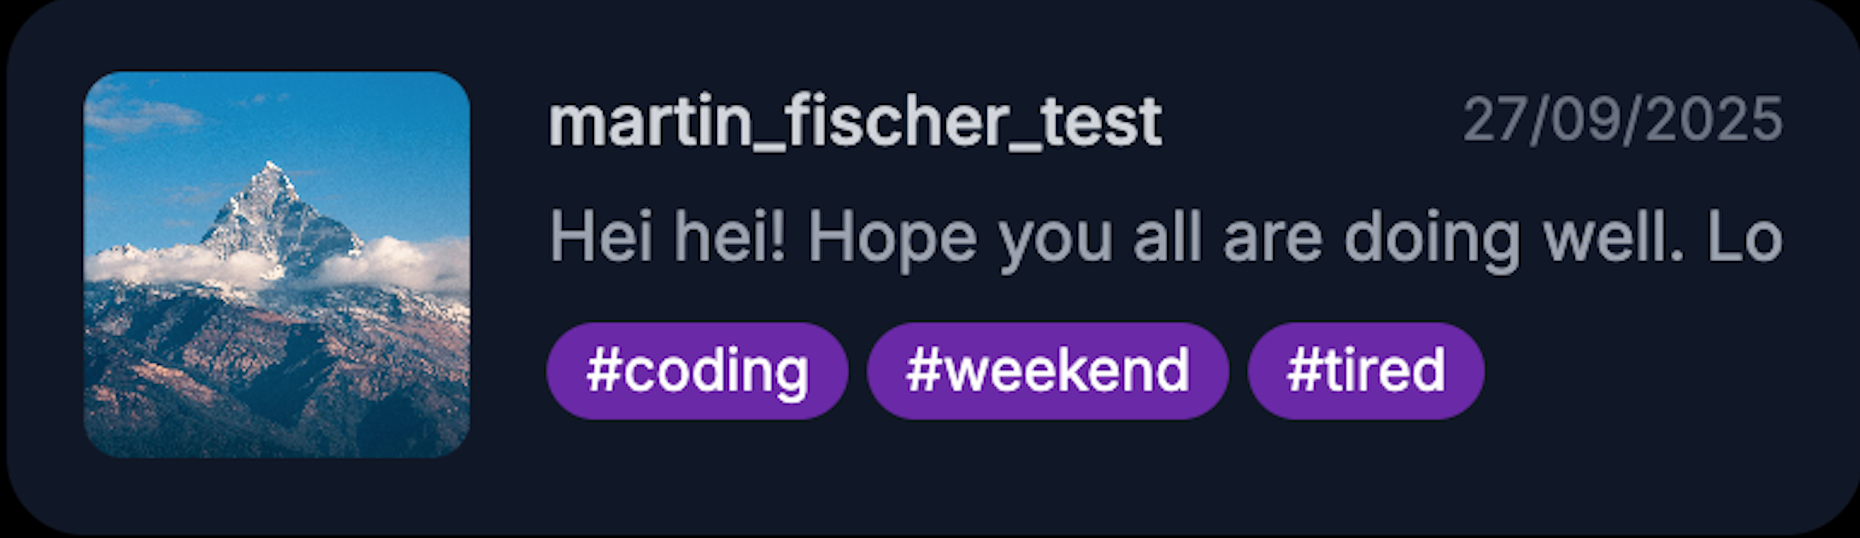 martin_fischer_test 27/09/2025
Hei hei! Hope you all are doing well. Lo
#coding #weekend #tired